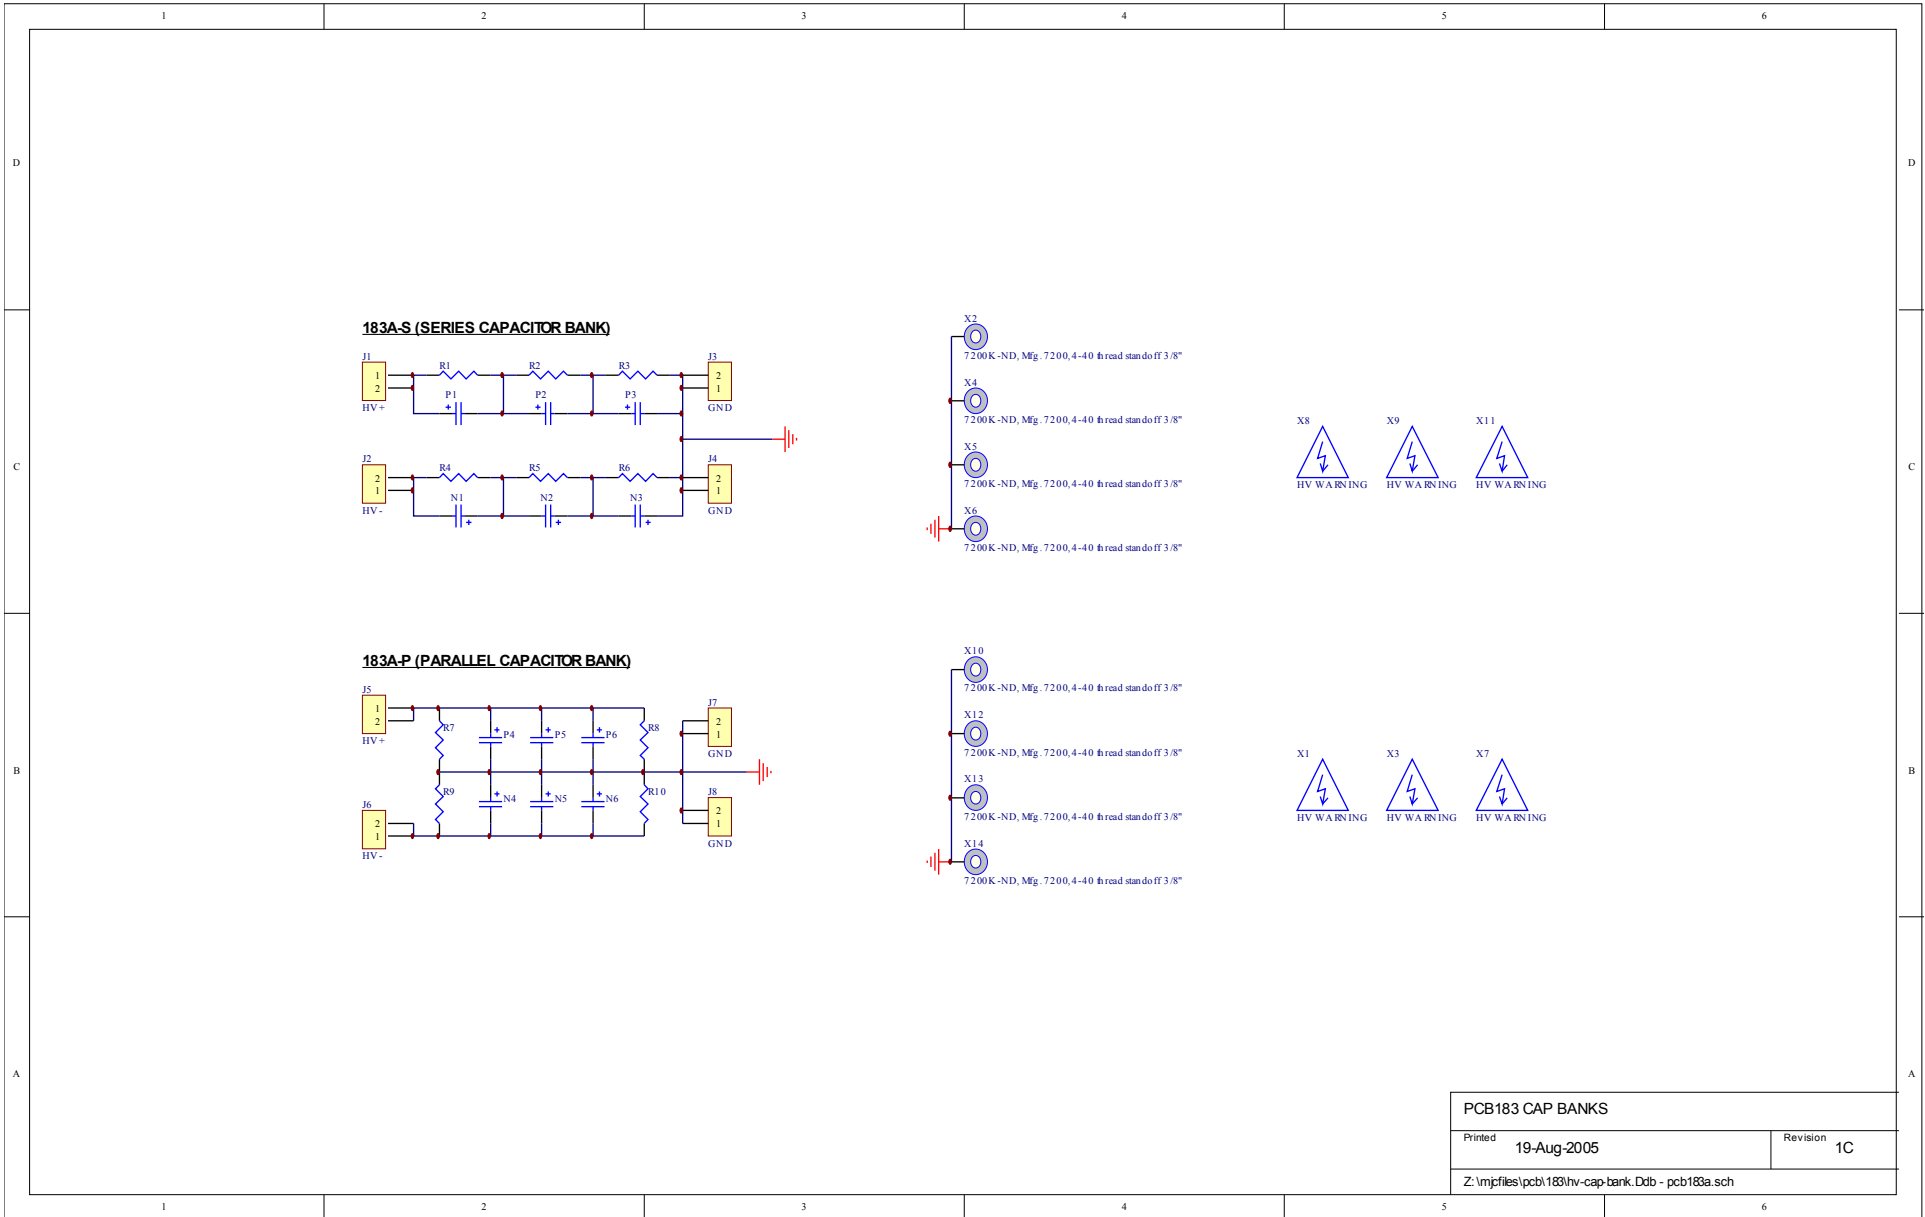 1 2 3 4 5 6
D D
183A-S (SERIES CAPACITOR BANK)
J1
1
2
HV+
R1 R2 R3
P1 P2 P3
+ + +
J3
2
1
GND
J2
2
1
HV-
R4 R5 R6
N1 N2 N3
+ + +
J4
2
1
GND
X2
7200K-ND, Mfg. 7200, 4-40 thread standoff 3/8"
X4
7200K-ND, Mfg. 7200, 4-40 thread standoff 3/8"
X5
7200K-ND, Mfg. 7200, 4-40 thread standoff 3/8"
X6
7200K-ND, Mfg. 7200, 4-40 thread standoff 3/8"
X8 X9 X11
HV WARNING HV WARNING HV WARNING
C C
183A-P (PARALLEL CAPACITOR BANK)
J5
1
2
HV+
R7 + P4 + P5 + P6 R8
J7
2
1
GND
J6
2
1
HV-
R9 + N4 + N5 + N6 R10
J8
2
1
GND
X10
7200K-ND, Mfg. 7200, 4-40 thread standoff 3/8"
X12
7200K-ND, Mfg. 7200, 4-40 thread standoff 3/8"
X13
7200K-ND, Mfg. 7200, 4-40 thread standoff 3/8"
X14
7200K-ND, Mfg. 7200, 4-40 thread standoff 3/8"
X1 X3 X7
HV WARNING HV WARNING HV WARNING
B B
A A
PCB183 CAP BANKS
Printed 19-Aug-2005 Revision 1C
Z:\mjcfiles\pcb\183\hv-cap-bank.Ddb - pcb183a.sch
1 2 3 4 5 6